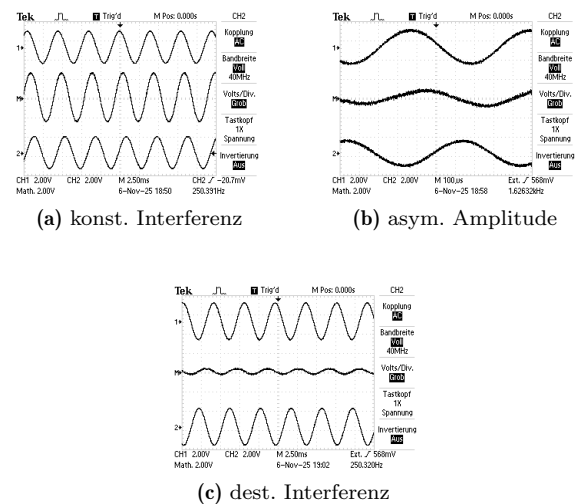 Tek T Trig'd M Pos: 0.000s CH2
Kopplung
AC
1
Bandbreite
Voll
40MHz
M
Volts/Div.
Grob
Tastkopf
1X
Spannung
2
Invertierung
Aus
CH1 2.00V CH2 2.00V M 2.50ms CH2 -20.7mV
Math. 2.00V 6-Nov-25 18:50 250.391Hz
(a) konst. Interferenz
Tek T Trig'd M Pos: 0.000s CH2
Kopplung
AC
1
Bandbreite
Voll
40MHz
M
Volts/Div.
Grob
Tastkopf
1X
Spannung
2
Invertierung
Aus
CH1 2.00V CH2 2.00V M 100µs Ext. 568mV
Math. 2.00V 6-Nov-25 18:58 1.62632kHz
(b) asym. Amplitude
Tek T Trig'd M Pos: 0.000s CH2
Kopplung
AC
1
Bandbreite
Voll
40MHz
M
Volts/Div.
Grob
Tastkopf
1X
Spannung
2
Invertierung
Aus
CH1 2.00V CH2 2.00V M 2.50ms Ext. 568mV
Math. 2.00V 6-Nov-25 19:02 250.320Hz
(c) dest. Interferenz